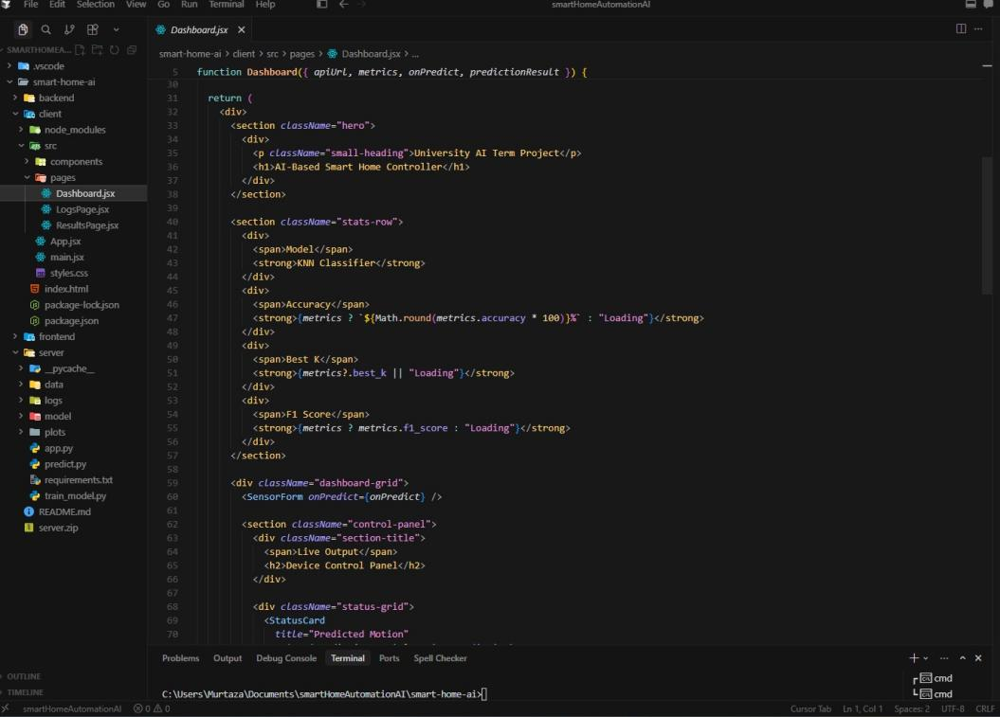 File Edit Selection View Go Run Terminal Help
smartHomeAutomationAI
Dashboard.jsx
SMARTHOMEA...
.vscode
smart-home-ai
backend
client
node_modules
src
components
pages
Dashboard.jsx
LogsPage.jsx
ResultsPage.jsx
App.jsx
main.jsx
styles.css
index.html
package-lock.json
package.json
frontend
server
__pycache__
data
logs
model
plots
app.py
predict.py
requirements.txt
train_model.py
README.md
server.zip
OUTLINE
TIMELINE
smart-home-ai > client > src > pages > Dashboard.jsx > ...
5 function Dashboard({ apiUrl, metrics, onPredict, predictionResult }) {
30
31 return (
32 <div>
33 <section className="hero">
34 <div>
35 <p className="small-heading">University AI Term Project</p>
36 <h1>AI-Based Smart Home Controller</h1>
37 </div>
38 </section>
39
40 <section className="stats-row">
41 <div>
42 <span>Model</span>
43 <strong>KNN Classifier</strong>
44 </div>
45 <div>
46 <span>Accuracy</span>
47 <strong>{metrics ? `${Math.round(metrics.accuracy * 100)}%` : "Loading"}</strong>
48 </div>
49 <div>
50 <span>Best K</span>
51 <strong>{metrics?.best_k || "Loading"}</strong>
52 </div>
53 <div>
54 <span>F1 Score</span>
55 <strong>{metrics ? metrics.f1_score : "Loading"}</strong>
56 </div>
57 </section>
58
59 <div className="dashboard-grid">
60 <SensorForm onPredict={onPredict} />
61
62 <section className="control-panel">
63 <div className="section-title">
64 <span>Live Output</span>
65 <h2>Device Control Panel</h2>
66 </div>
67
68 <div className="status-grid">
69 <StatusCard
70 title="Predicted Motion"
Problems Output Debug Console Terminal Ports Spell Checker
C:\Users\Murtaza\Documents\smartHomeAutomationAI\smart-home-ai>
cmd
cmd
smartHomeAutomationAI 0 0
Cursor Tab Ln 1, Col 1 Spaces: 2 UTF-8 CRLF